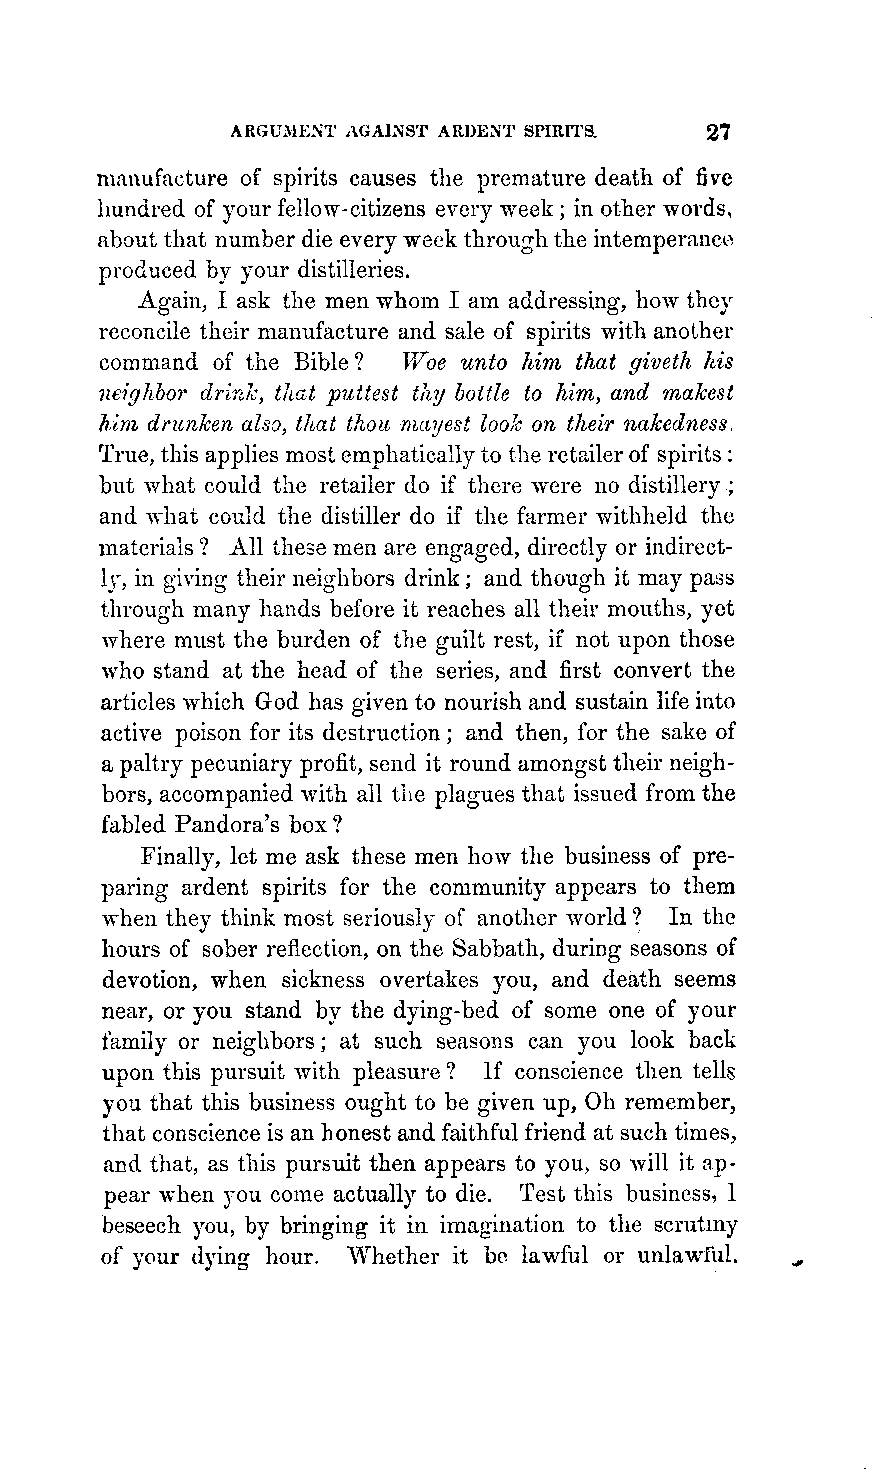 ARGUMENT AGAINST ARDENT SPIRITS. 27
manufacture of spirits causes the premature death of five
hundred of your fellow-citizens every week; in other words,
about that number die every week through the intemperance
produced by your distilleries.
Again, I ask the men whom I am addressing, how they
reconcile their manufacture and sale of spirits with another
command of the Bible? Woe unto him that giveth his
neighbor drink, that puttest thy bottle to him, and makest
him drunken also, that thou mayest look on their nakedness.
True, this applies most emphatically to the retailer of spirits:
but what could the retailer do if there were no distillery;
and what could the distiller do if the farmer withheld the
materials? All these men are engaged, directly or indirect-
ly, in giving their neighbors drink; and though it may pass
through many hands before it reaches all their mouths, yet
where must the burden of the guilt rest, if not upon those
who stand at the head of the series, and first convert the
articles which God has given to nourish and sustain life into
active poison for its destruction; and then, for the sake of
a paltry pecuniary profit, send it round amongst their neigh-
bors, accompanied with all the plagues that issued from the
fabled Pandora's box?
Finally, let me ask these men how the business of pre-
paring ardent spirits for the community appears to them
when they think most seriously of another world? In the
hours of sober reflection, on the Sabbath, during seasons of
devotion, when sickness overtakes you, and death seems
near, or you stand by the dying-bed of some one of your
family or neighbors; at such seasons can you look back
upon this pursuit with pleasure? If conscience then tells
you that this business ought to be given up, Oh remember,
that conscience is an honest and faithful friend at such times,
and that, as this pursuit then appears to you, so will it ap-
pear when you come actually to die. Test this business, I
beseech you, by bringing it in imagination to the scrutiny
of your dying hour. Whether it be lawful or unlawful.